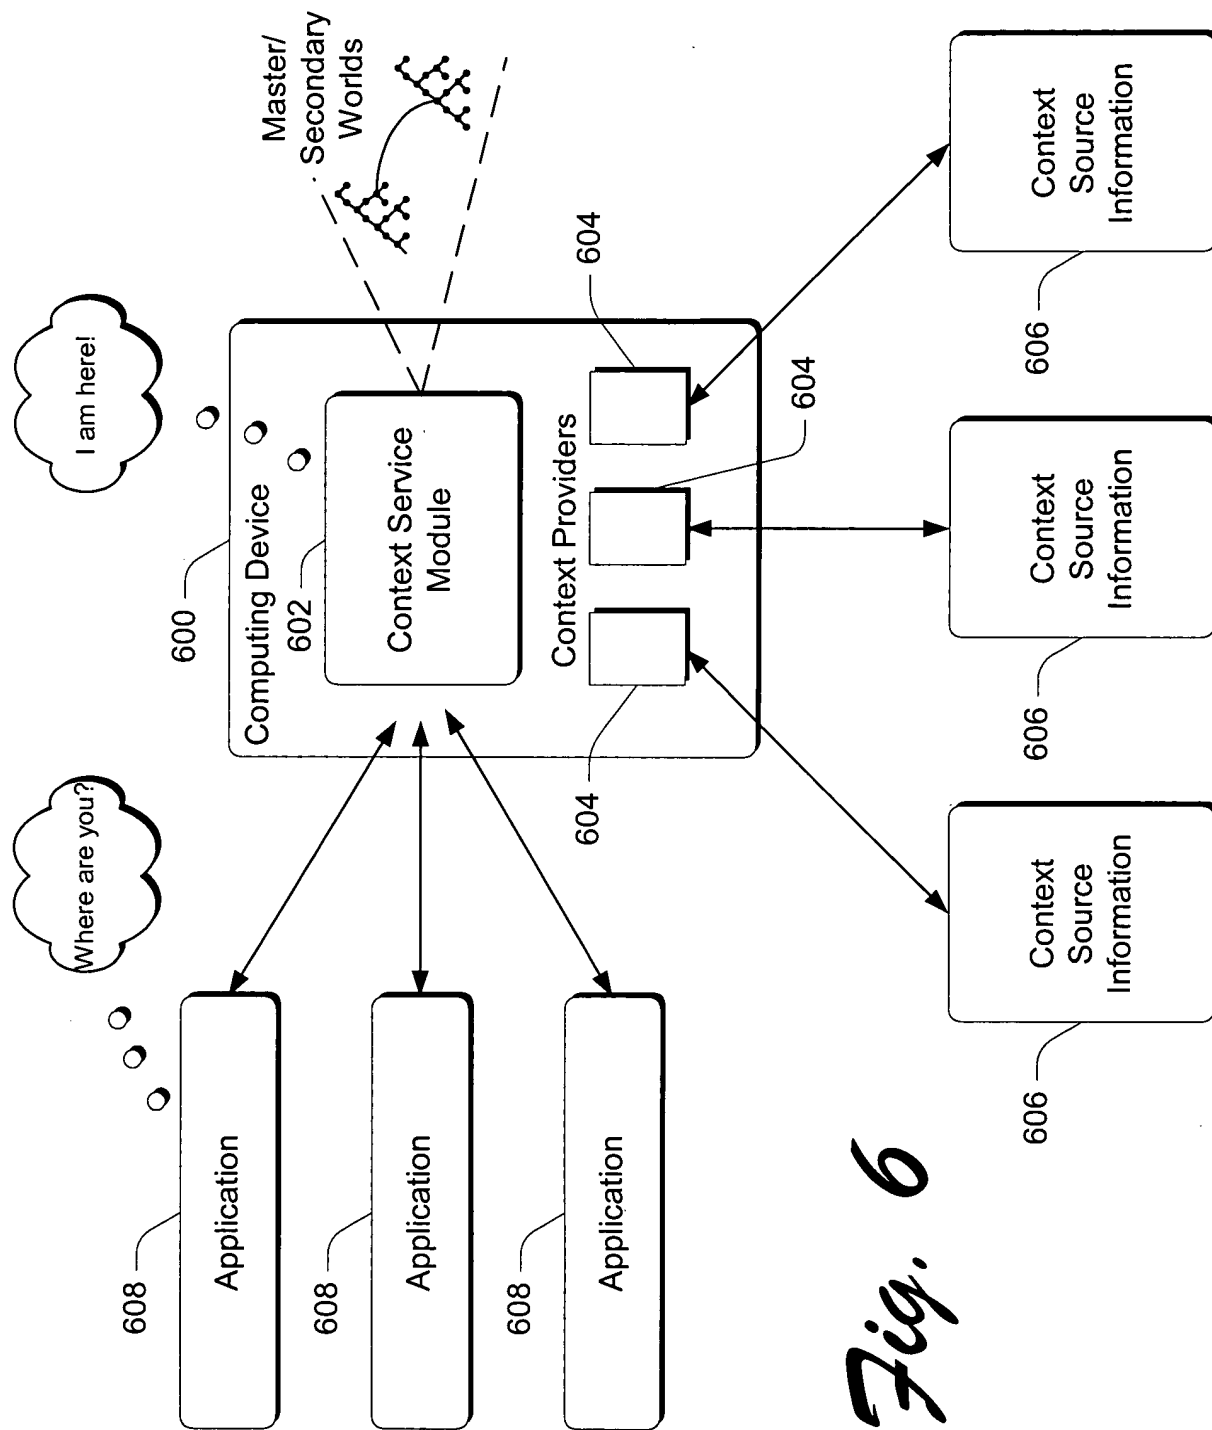 Where are you?
I am here!
608
Application
608
Application
608
Application
600
Computing Device
602
Context Service
Module
Master/
Secondary
Worlds
Context Providers
604
604
604
606
Context
Source
Information
606
Context
Source
Information
606
Context
Source
Information
Fig. 6